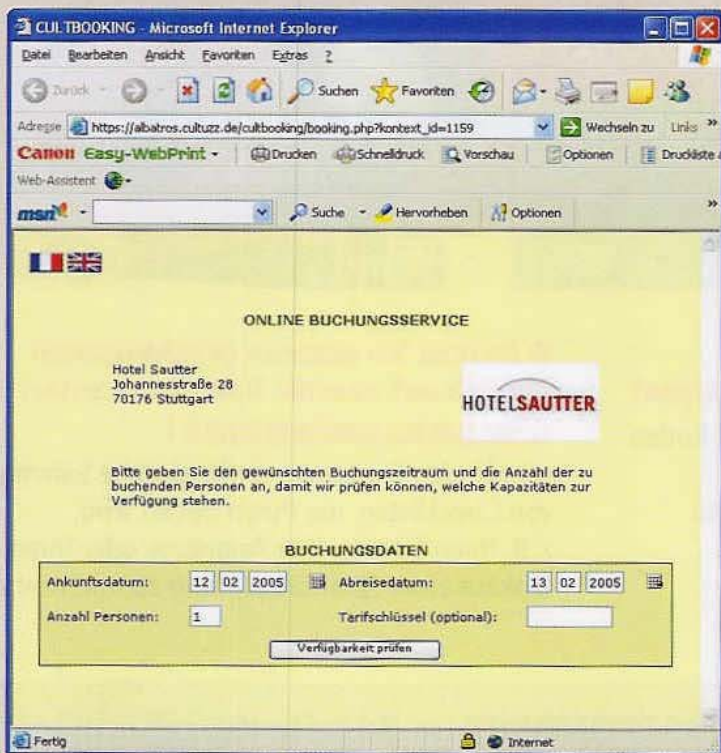 CULTBOOKING - Microsoft Internet Explorer
Datei Bearbeiten Ansicht Favoriten Extras ?
Zurück Suchen Favoriten
Adresse https://albatros.cultuzz.de/cultbooking/booking.php?kontext_id=1159 Wechseln zu Links »
Canon Easy-WebPrint Drucken Schnelldruck Vorschau Optionen Druckliste
Web-Assistent
msn Suche Hervorheben Optionen »
ONLINE BUCHUNGSSERVICE
Hotel Sautter
Johannesstraße 28
70176 Stuttgart
HOTELSAUTTER
Bitte geben Sie den gewünschten Buchungszeitraum und die Anzahl der zu
buchenden Personen an, damit wir prüfen können, welche Kapazitäten zur
Verfügung stehen.
BUCHUNGSDATEN
Ankunftsdatum: 12 02 2005 Abreisedatum: 13 02 2005
Anzahl Personen: 1 Tarifschlüssel (optional):
Verfügbarkeit prüfen
Fertig Internet